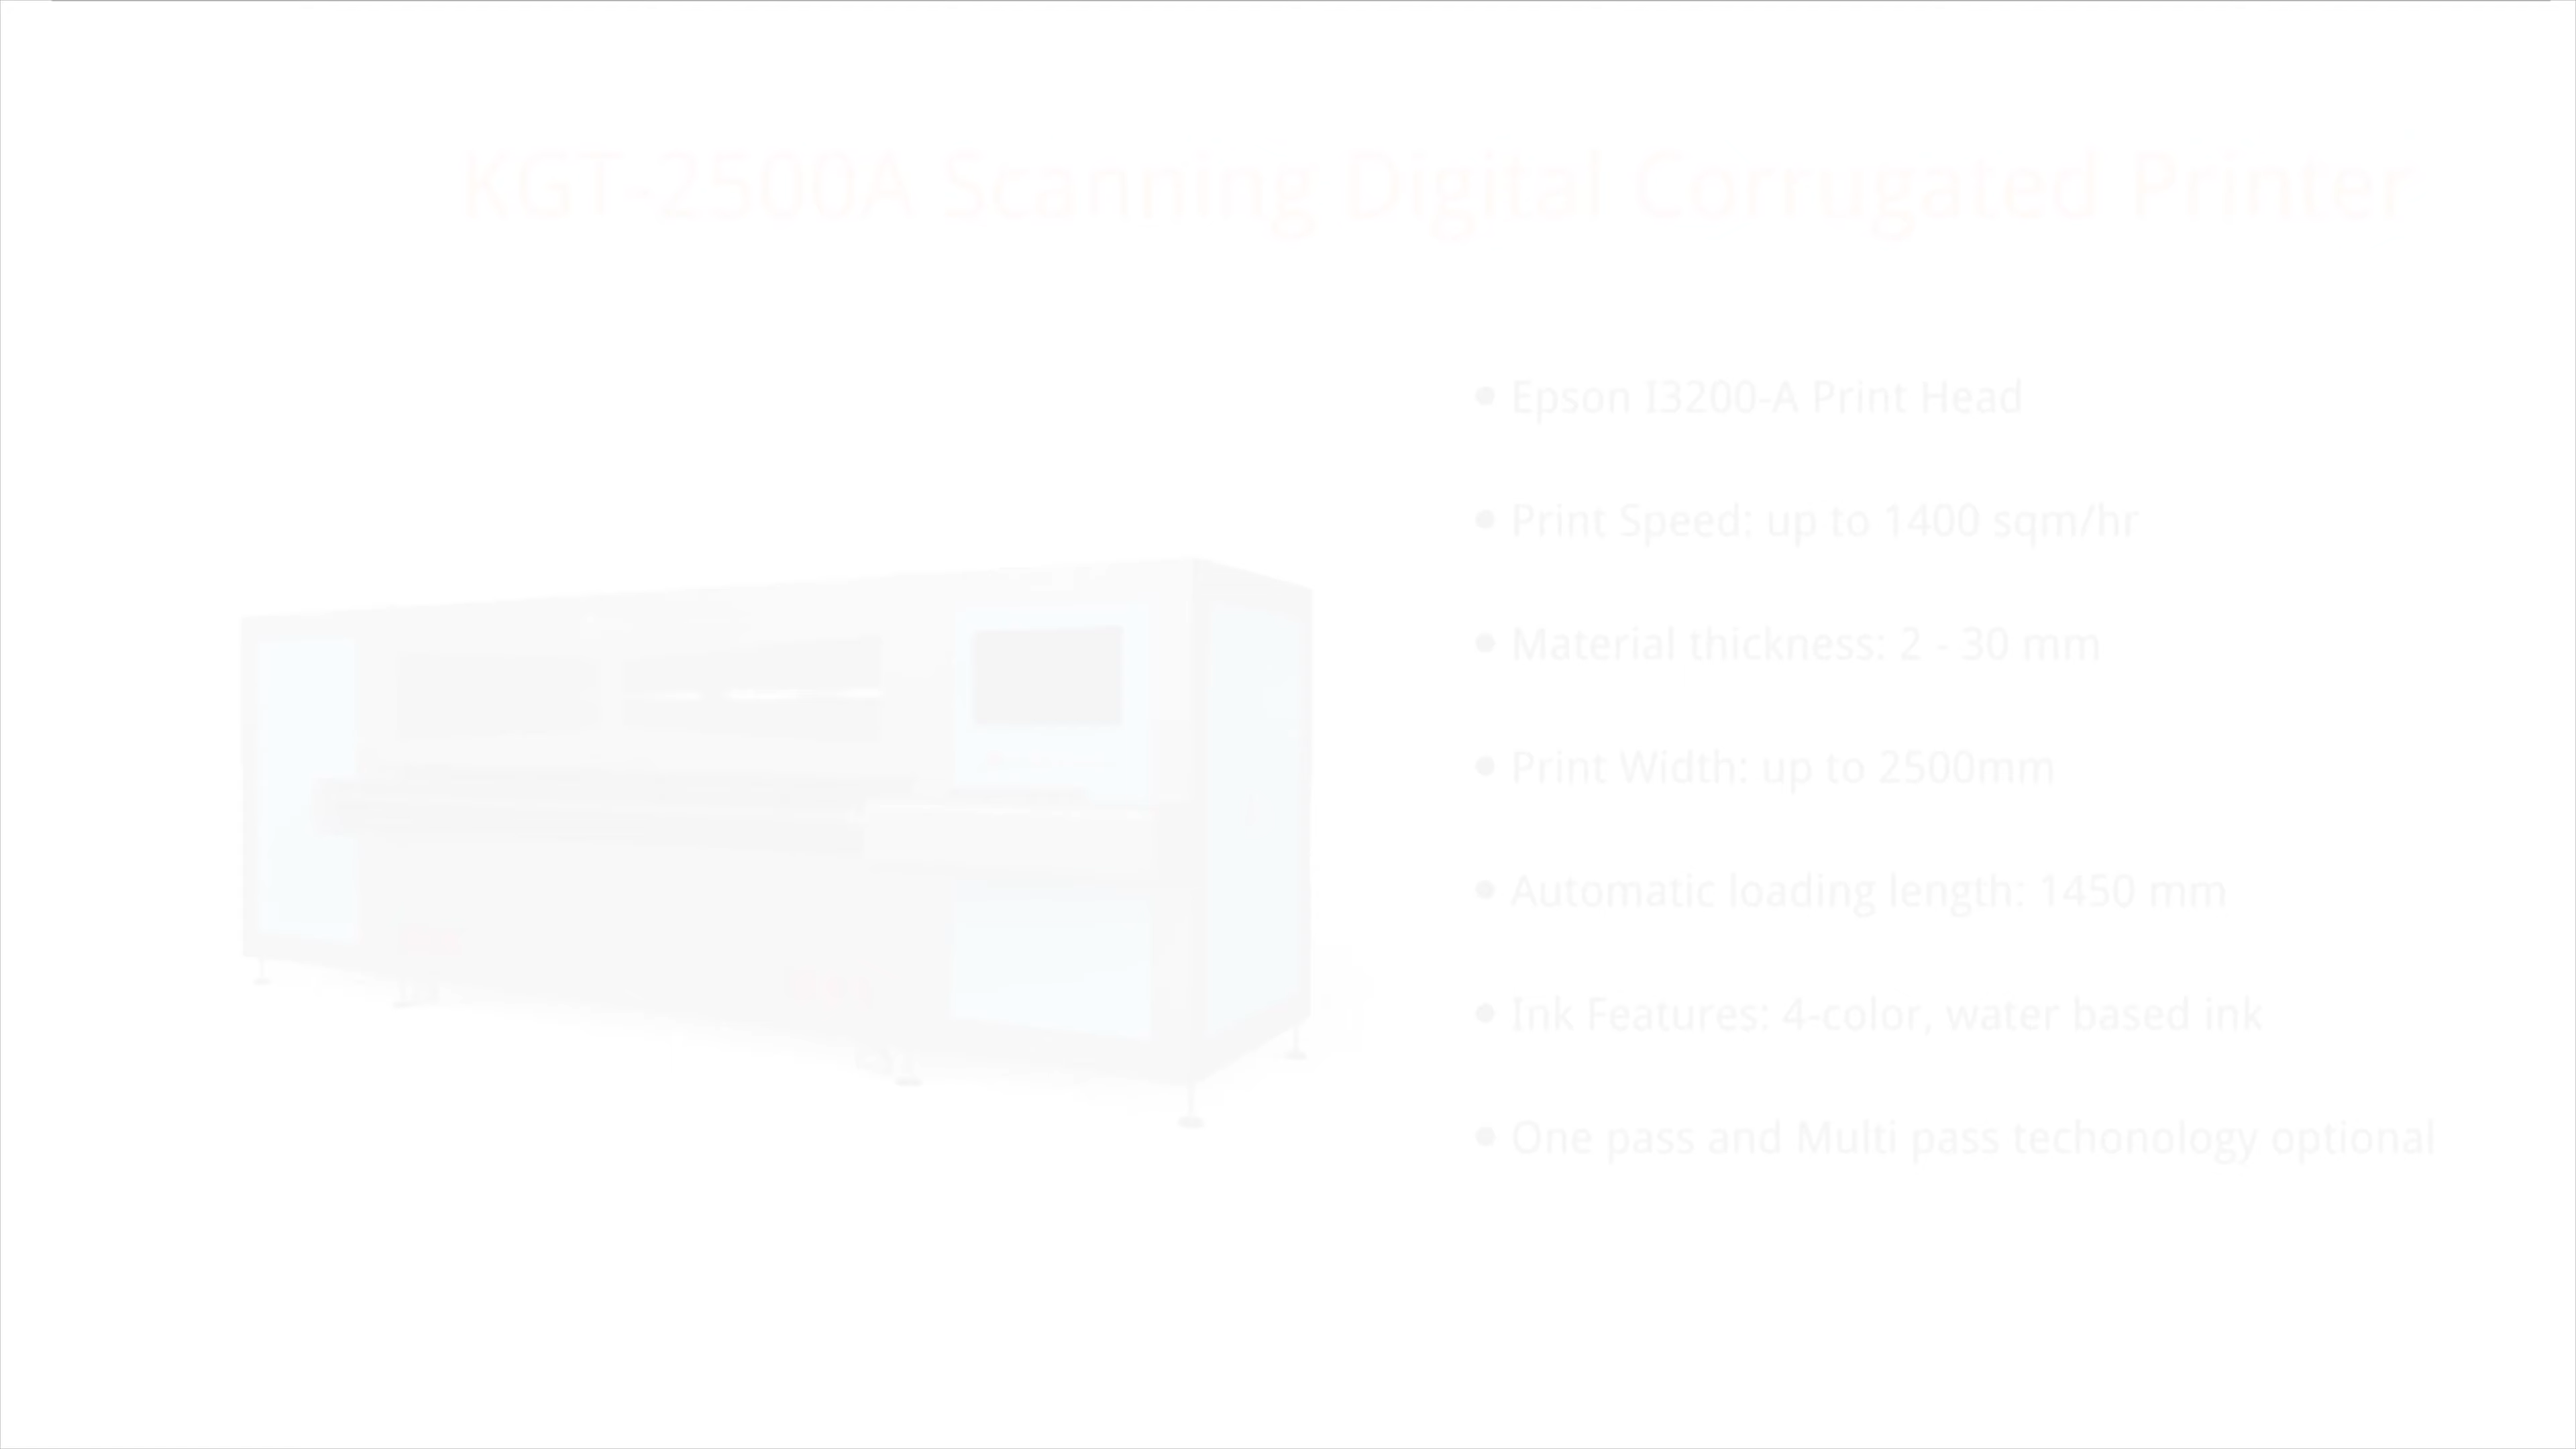 KGT-2500A Scanning Digital Corrugated Printer
• Epson I3200-A Print Head
• Print Speed: up to 1400 sqm/hr
• Material thickness: 2 - 30 mm
• Print Width: up to 2500mm
• Automatic loading length: 1450 mm
• Ink Features: 4-color, water based ink
• One pass and Multi pass techonology optional